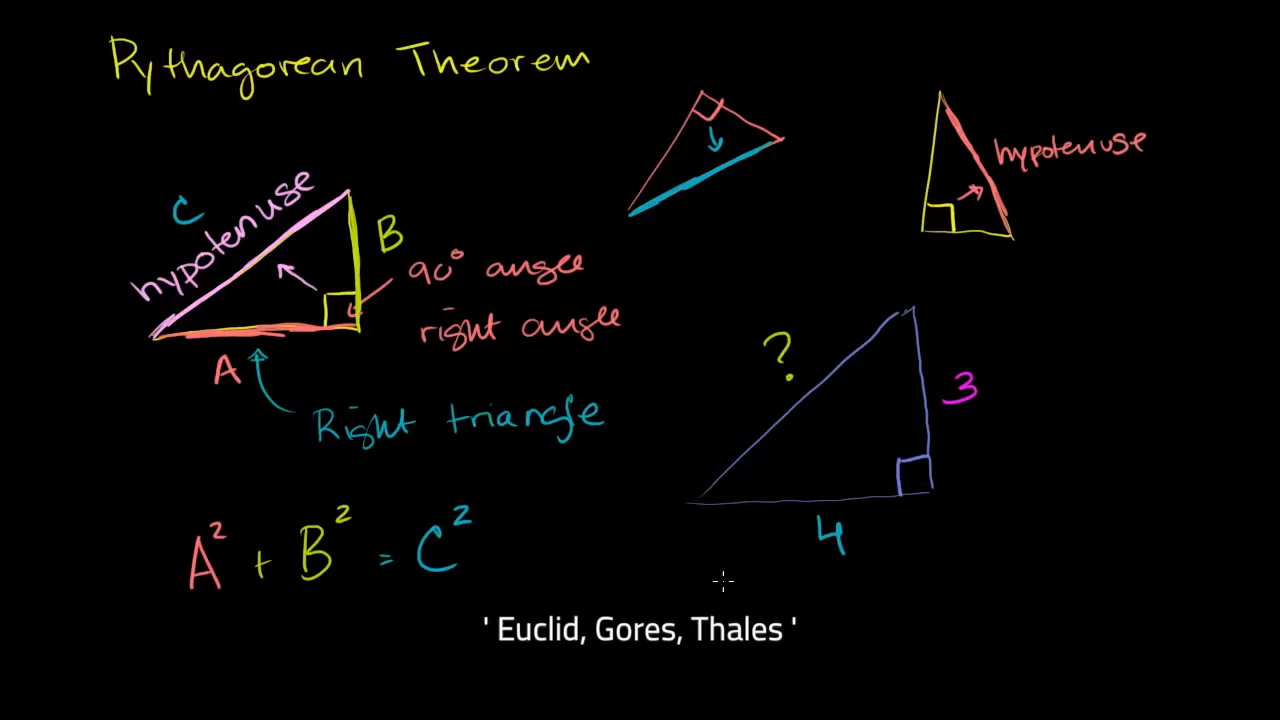 Pythagorean Theorem
hypotenuse
C
hypotenuse
B
90° angle
right angle
A
Right triangle
?
3
4
A² + B² = C²
' Euclid, Gores, Thales '